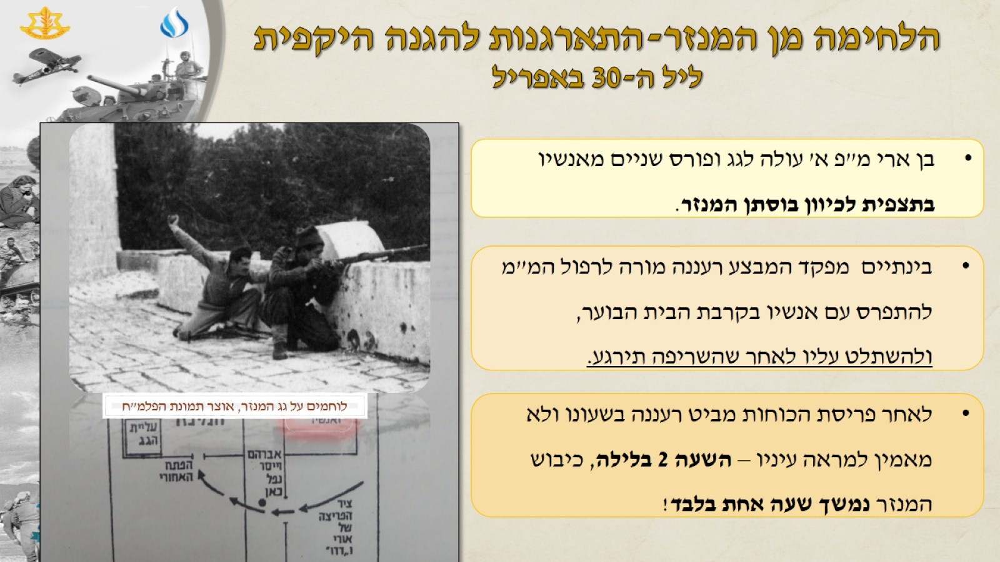 הלחימה מן המנזר-התארגנות להגנה היקפית
ליל ה-30 באפריל
• בן ארי מ"פ א' עולה לגג ופורס שניים מאנשיו
בתצפית לכיוון בוסתן המנזר.
• בינתיים מפקד המבצע רעננה מורה לרפול המ"מ
להתפרס עם אנשיו בקרבת הבית הבוער,
ולהשתלט עליו לאחר שהשריפה תירגע.
• לאחר פריסת הכוחות מביט רעננה בשעונו ולא
מאמין למראה עיניו – השעה 2 בלילה, כיבוש
המנזר נמשך שעה אחת בלבד!
לוחמים על גג המנזר, אוצר תמונת הפלמ"ח
ואנשיו
עליית
הגג
הפתח
האחורי
אברהם
וייסר
נפל
כאן
ציר
הפריצה
של
אורי
ו"דדו"